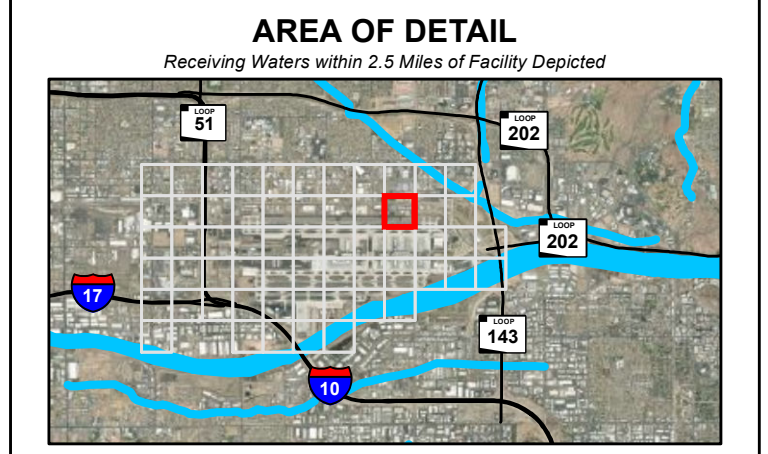 AREA OF DETAIL
Receiving Waters within 2.5 Miles of Facility Depicted
LOOP
51
LOOP
202
LOOP
202
17
LOOP
143
10